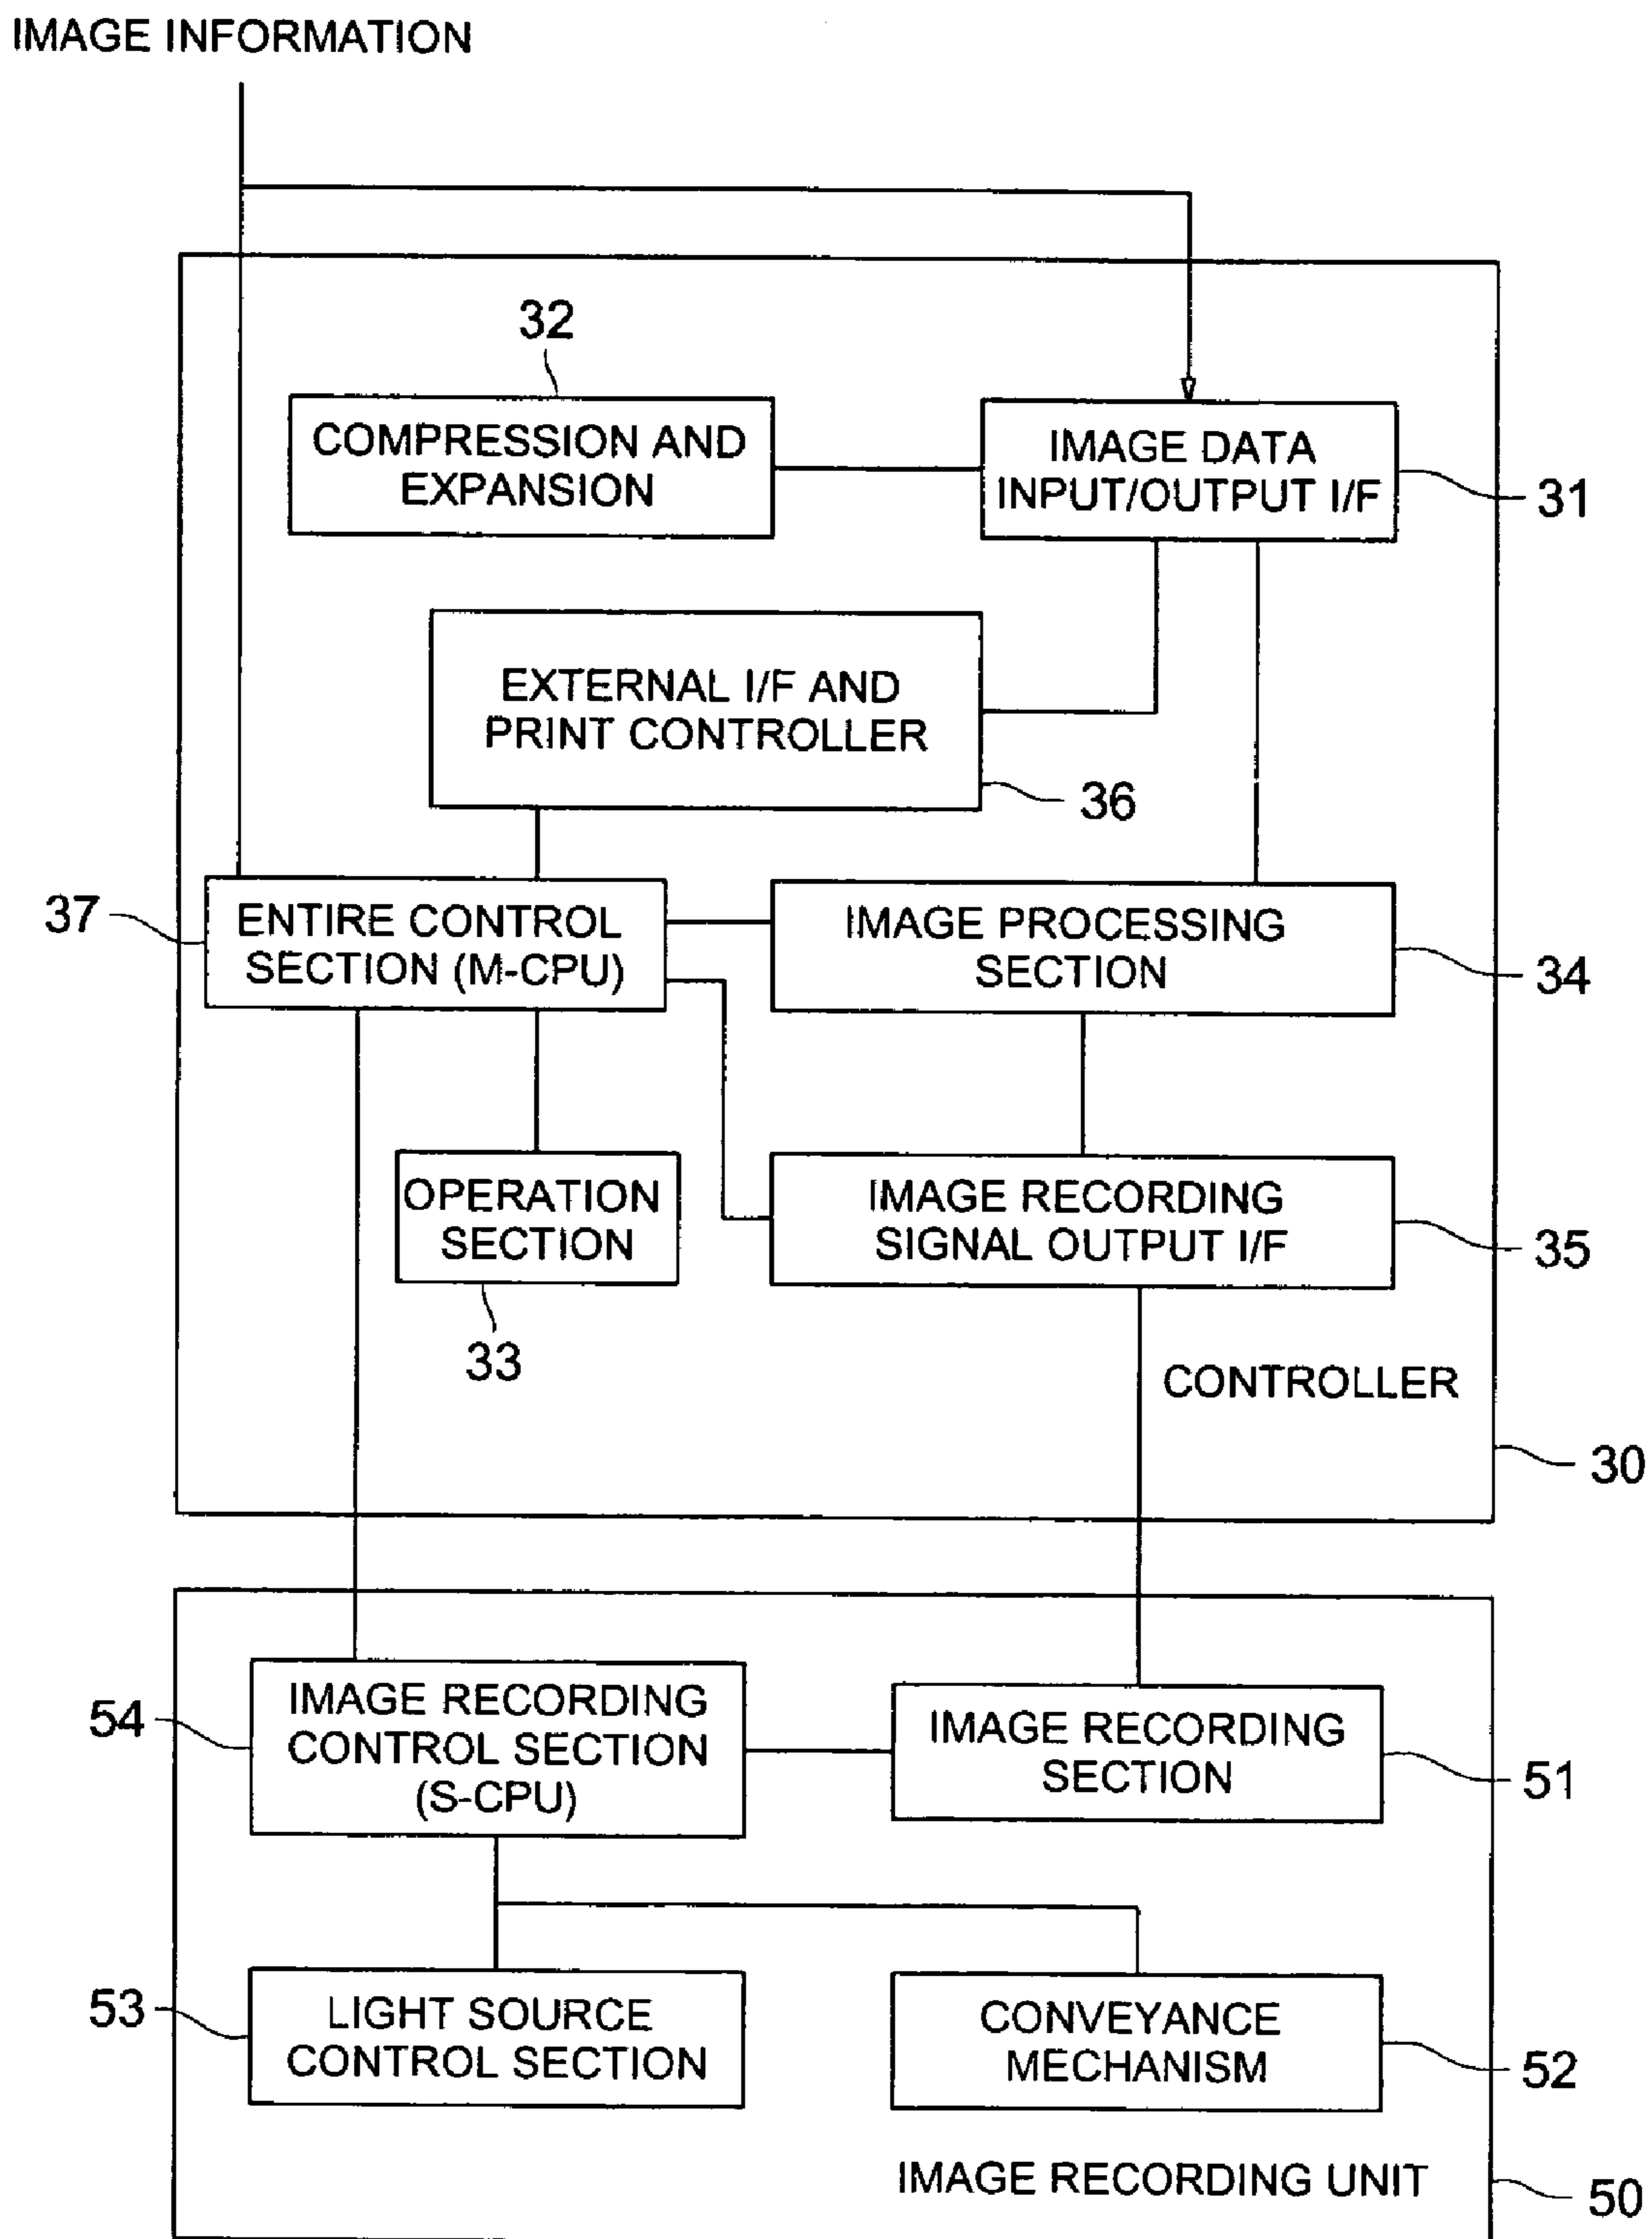 IMAGE INFORMATION
32
COMPRESSION AND
EXPANSION
IMAGE DATA
INPUT/OUTPUT I/F
31
EXTERNAL I/F AND
PRINT CONTROLLER
36
37
ENTIRE CONTROL
SECTION (M-CPU)
IMAGE PROCESSING
SECTION
34
OPERATION
SECTION
33
IMAGE RECORDING
SIGNAL OUTPUT I/F
35
CONTROLLER
30
54
IMAGE RECORDING
CONTROL SECTION
(S-CPU)
IMAGE RECORDING
SECTION
51
53
LIGHT SOURCE
CONTROL SECTION
CONVEYANCE
MECHANISM
52
IMAGE RECORDING UNIT
50